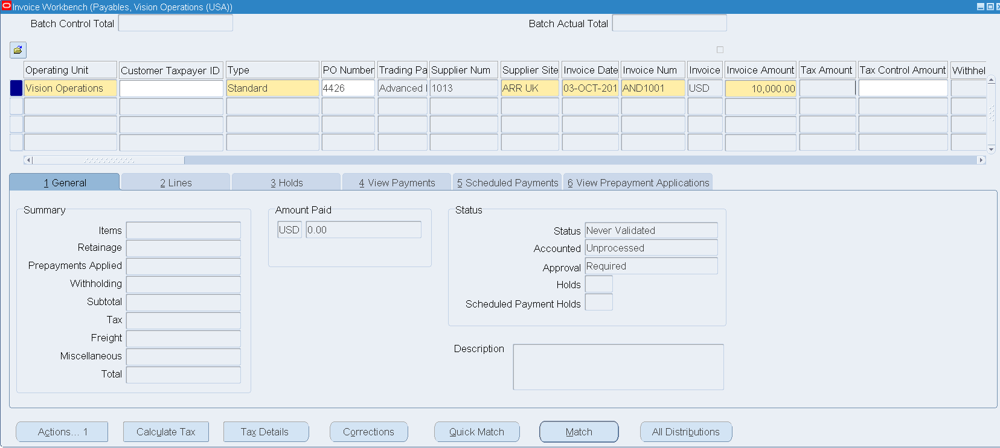 Invoice Workbench (Payables, Vision Operations (USA))
Batch Control Total Batch Actual Total
Operating Unit Customer Taxpayer ID Type PO Number Trading Pa Supplier Num Supplier Site Invoice Date Invoice Num Invoice Invoice Amount Tax Amount Tax Control Amount Withhel
Vision Operations Standard 4426 Advanced 1013 ARR UK 03-OCT-201 AND1001 USD 10,000.00
1 General 2 Lines 3 Holds 4 View Payments 5 Scheduled Payments 6 View Prepayment Applications
Summary Amount Paid Status
Items USD 0.00 Status Never Validated
Retainage Accounted Unprocessed
Prepayments Applied Approval Required
Withholding Holds
Subtotal Scheduled Payment Holds
Tax
Freight
Miscellaneous Description
Total
Actions... 1 Calculate Tax Tax Details Corrections Quick Match Match All Distributions